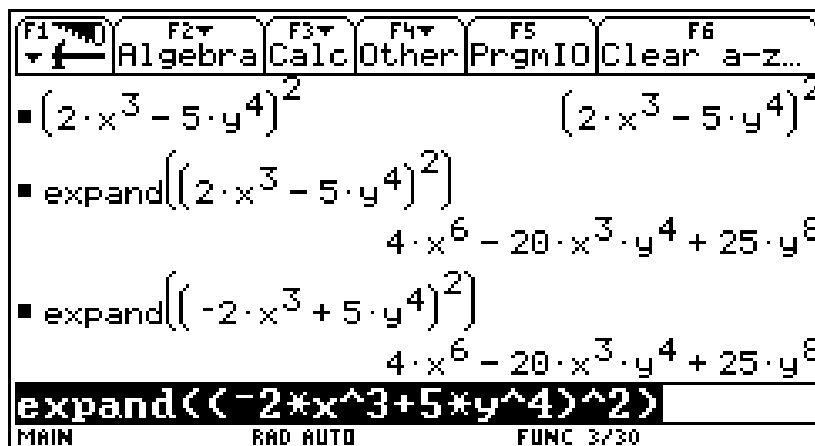 F1▾ F2▾ F3▾ F4▾ F5 F6
Algebra Calc Other PrgmIO Clear a-z…
▪ (2·x^3 − 5·y^4)^2 (2·x^3 − 5·y^4)^2
▪ expand((2·x^3 − 5·y^4)^2)
4·x^6 − 20·x^3·y^4 + 25·y^8
▪ expand((⁻2·x^3 + 5·y^4)^2)
4·x^6 − 20·x^3·y^4 + 25·y^8
expand((⁻2*x^3+5*y^4)^2)
MAIN RAD AUTO FUNC 3/30